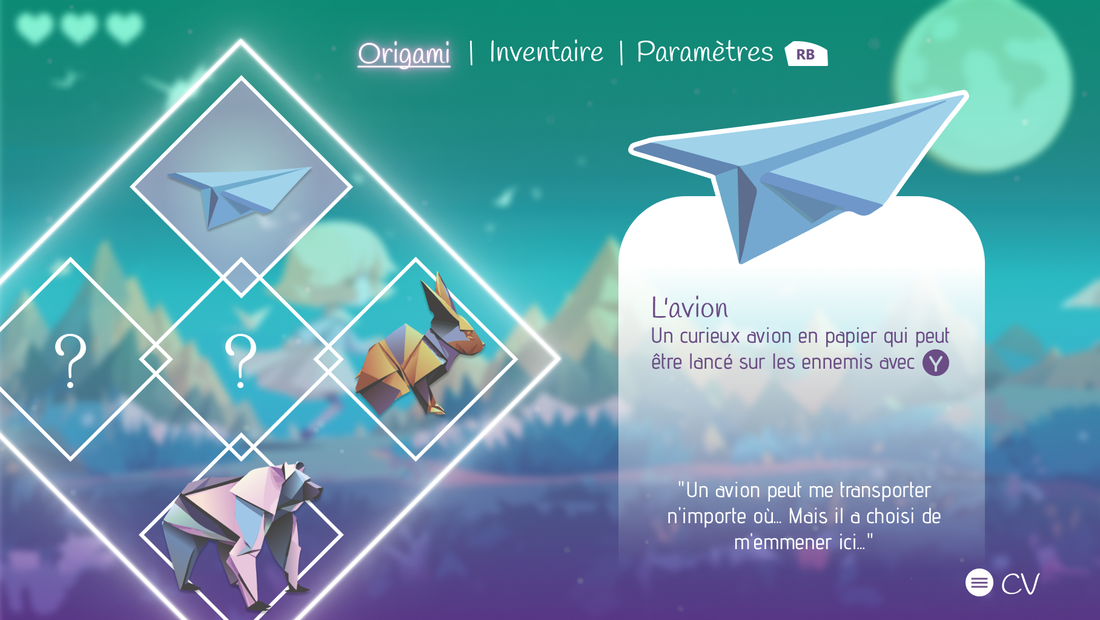 Origami | Inventaire | Paramètres RB
? ?
L'avion
Un curieux avion en papier qui peut
être lancé sur les ennemis avec Y
"Un avion peut me transporter
n'importe où... Mais il a choisi de
m'emmener ici..."
CV